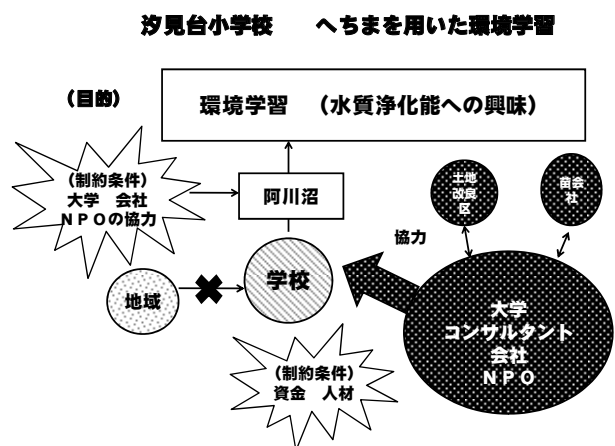 汐見台小学校　　へちまを用いた環境学習
（目的）
環境学習　（水質浄化能への興味）
（制約条件）
大学　会社
ＮＰＯの協力
阿川沼
土地
改良
区
苗会
社
協力
地域
学校
大学
コンサルタント
会社
ＮＰＯ
（制約条件）
資金　人材